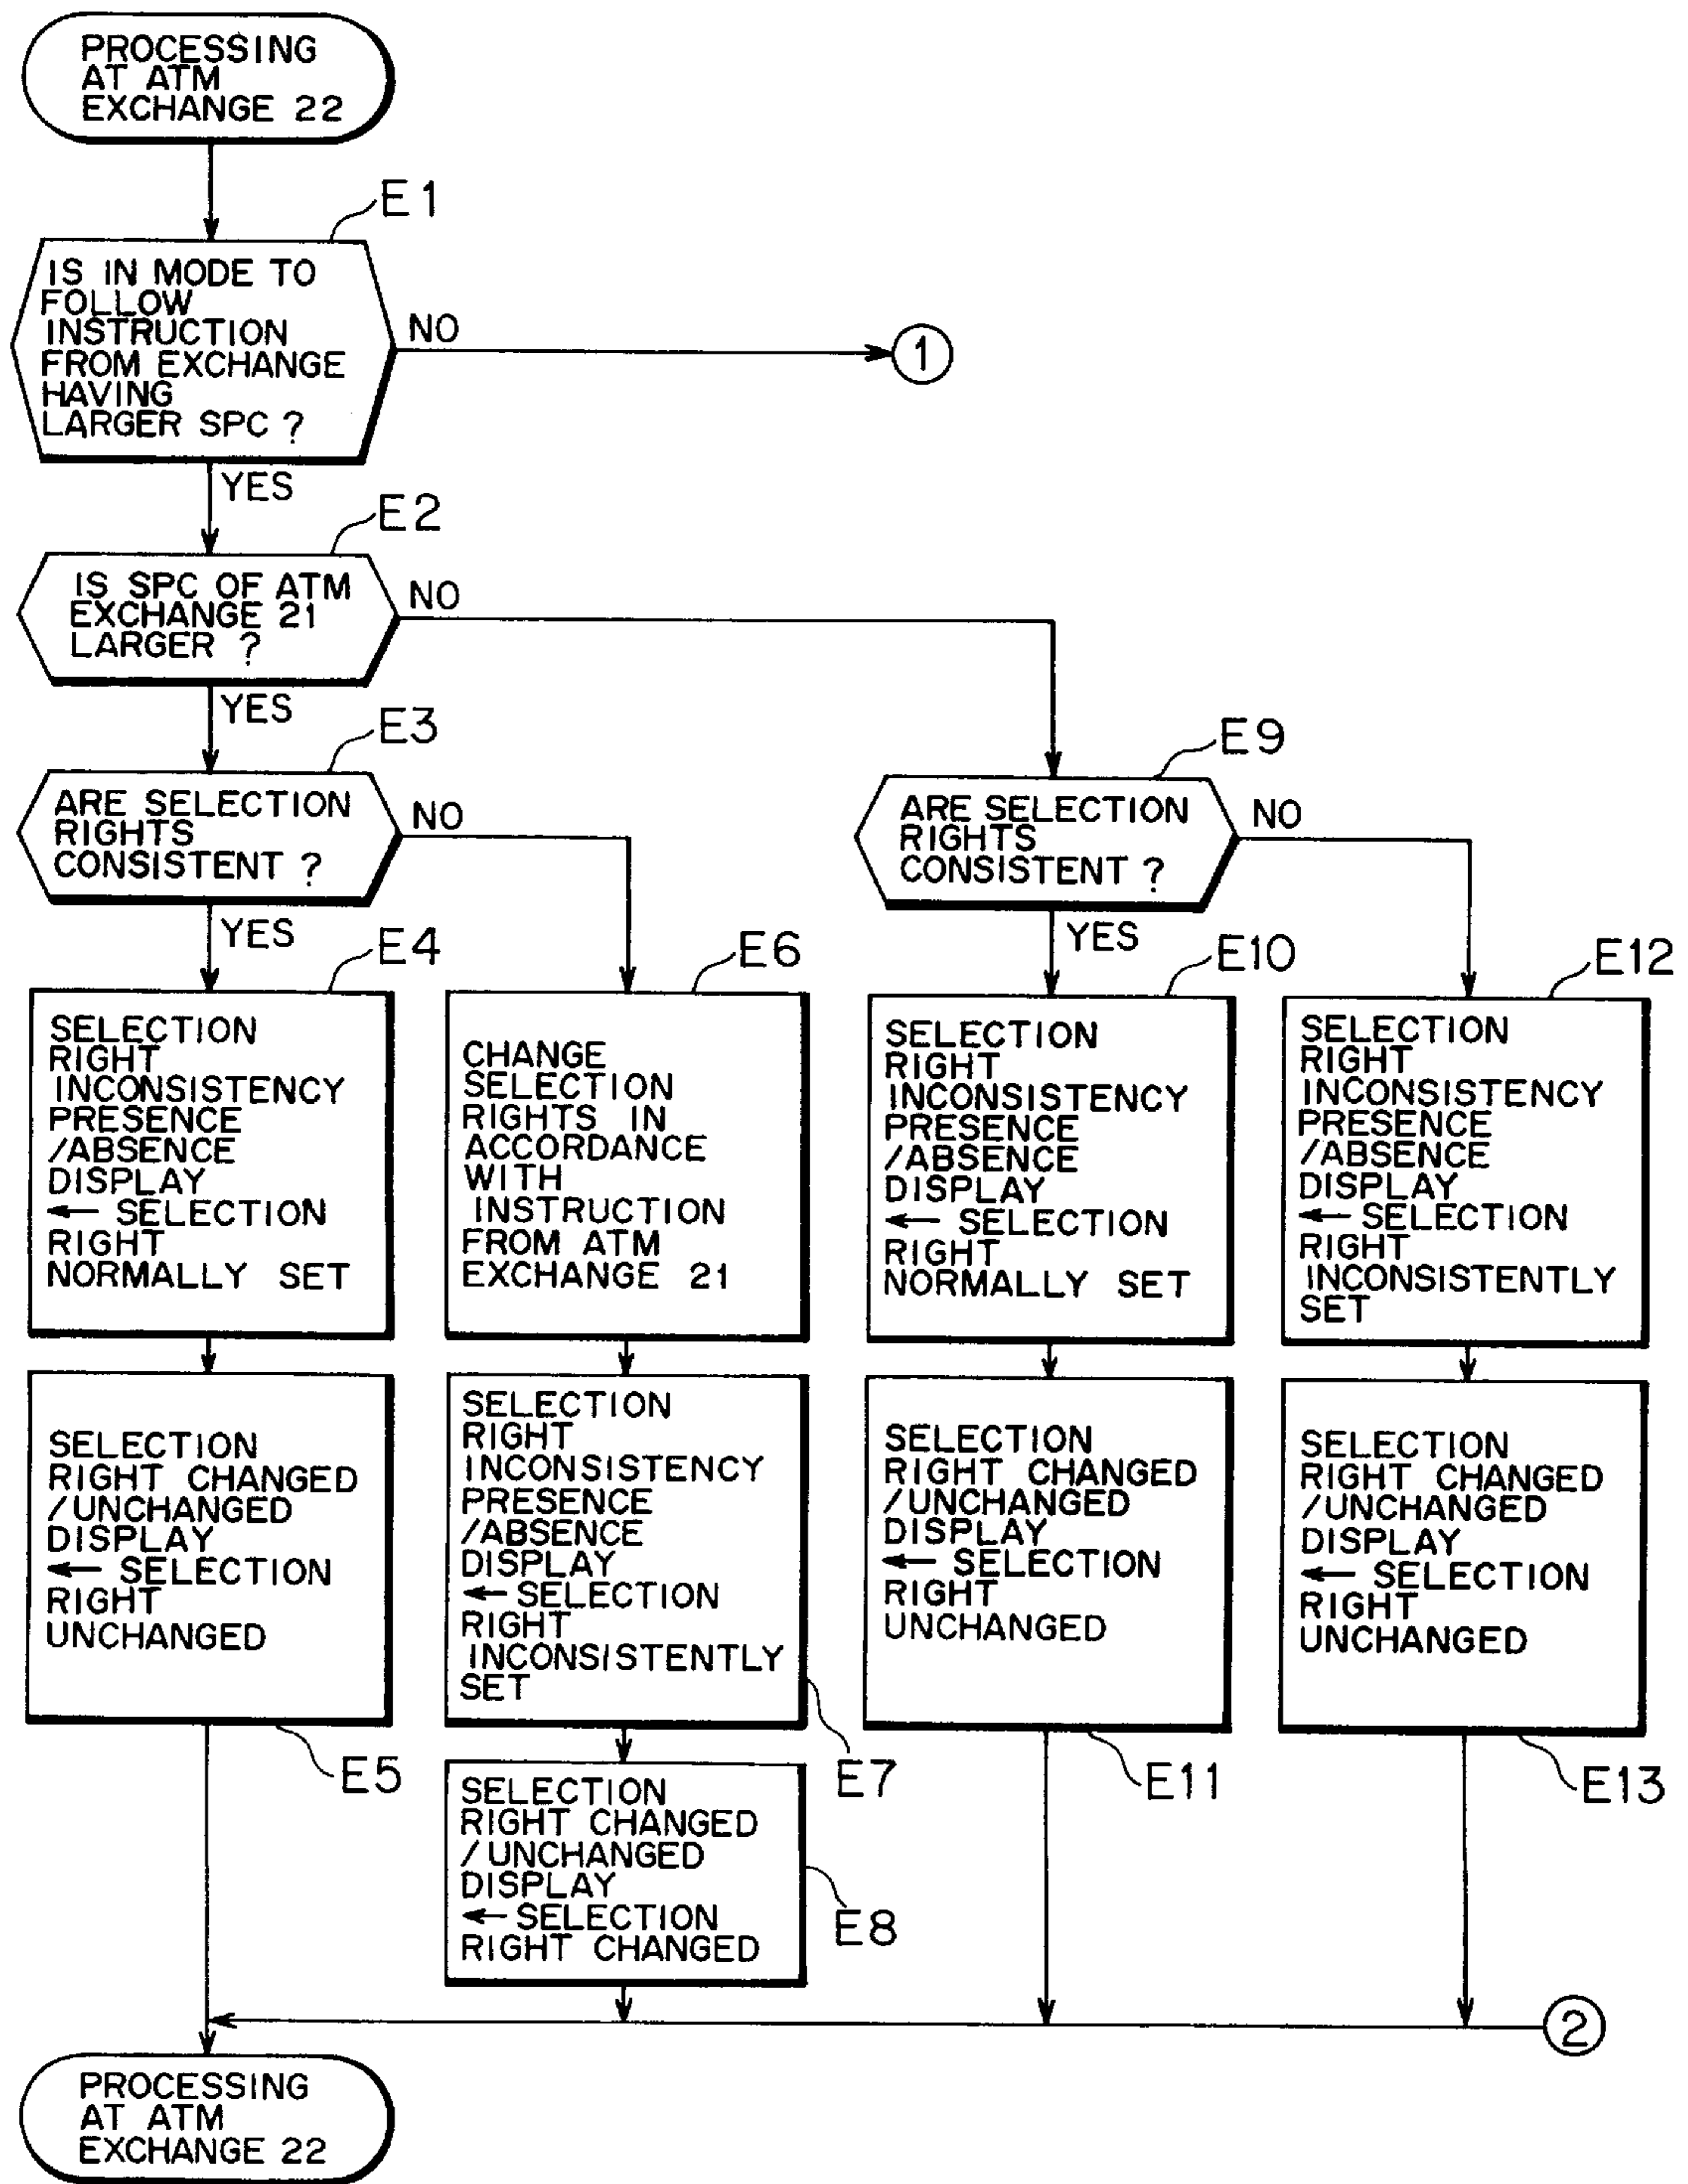 PROCESSING
AT ATM
EXCHANGE 22
E1
IS IN MODE TO
FOLLOW
INSTRUCTION
FROM EXCHANGE
HAVING
LARGER SPC ?
NO
1
YES
E2
IS SPC OF ATM
EXCHANGE 21
LARGER ?
NO
YES
E3
ARE SELECTION
RIGHTS
CONSISTENT ?
NO
YES
E9
ARE SELECTION
RIGHTS
CONSISTENT ?
NO
YES
E4
SELECTION
RIGHT
INCONSISTENCY
PRESENCE
/ABSENCE
DISPLAY
← SELECTION
RIGHT
NORMALLY SET
E6
CHANGE
SELECTION
RIGHTS IN
ACCORDANCE
WITH
INSTRUCTION
FROM ATM
EXCHANGE 21
E10
SELECTION
RIGHT
INCONSISTENCY
PRESENCE
/ABSENCE
DISPLAY
← SELECTION
RIGHT
NORMALLY SET
E12
SELECTION
RIGHT
INCONSISTENCY
PRESENCE
/ABSENCE
DISPLAY
← SELECTION
RIGHT
INCONSISTENTLY
SET
SELECTION
RIGHT CHANGED
/UNCHANGED
DISPLAY
← SELECTION
RIGHT
UNCHANGED
E5
SELECTION
RIGHT
INCONSISTENCY
PRESENCE
/ABSENCE
DISPLAY
← SELECTION
RIGHT
INCONSISTENTLY
SET
E7
SELECTION
RIGHT CHANGED
/UNCHANGED
DISPLAY
← SELECTION
RIGHT
UNCHANGED
E11
SELECTION
RIGHT CHANGED
/UNCHANGED
DISPLAY
← SELECTION
RIGHT
UNCHANGED
E13
SELECTION
RIGHT CHANGED
/UNCHANGED
DISPLAY
← SELECTION
RIGHT CHANGED
E8
2
PROCESSING
AT ATM
EXCHANGE 22